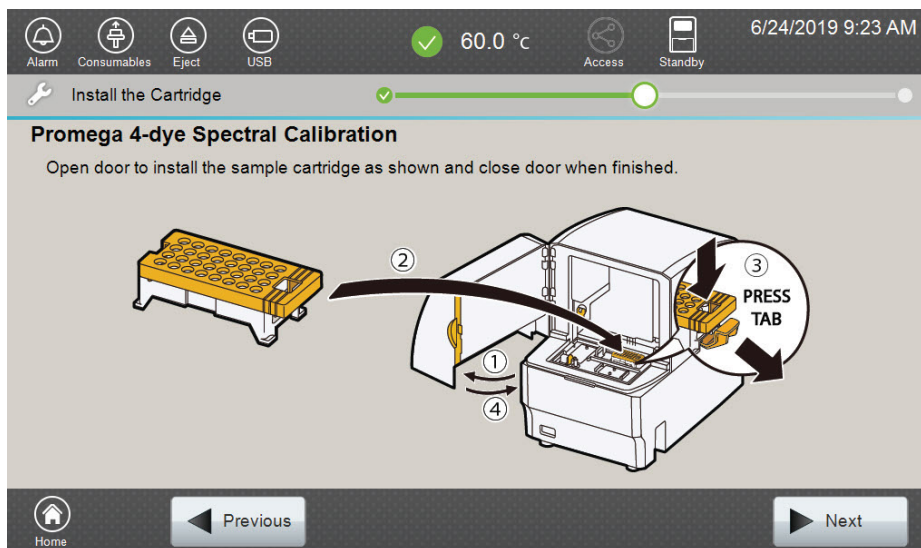 6/24/2019 9:23 AM
60.0 °c
Alarm Consumables Eject USB Access Standby
Install the Cartridge
Promega 4-dye Spectral Calibration
Open door to install the sample cartridge as shown and close door when finished.
②
③
PRESS
TAB
①
④
Previous
Next
Home